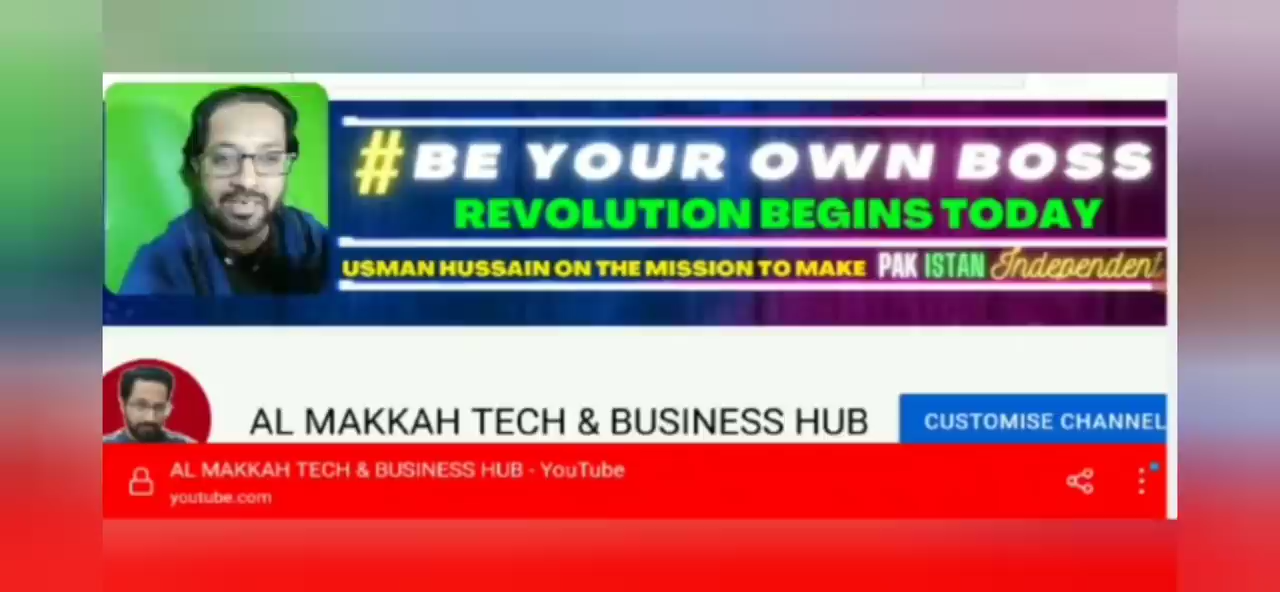 #BE YOUR OWN BOSS
REVOLUTION BEGINS TODAY
USMAN HUSSAIN ON THE MISSION TO MAKE PAK ISTAN Independent
AL MAKKAH TECH & BUSINESS HUB
CUSTOMISE CHANNEL
AL MAKKAH TECH & BUSINESS HUB - YouTube
youtube.com